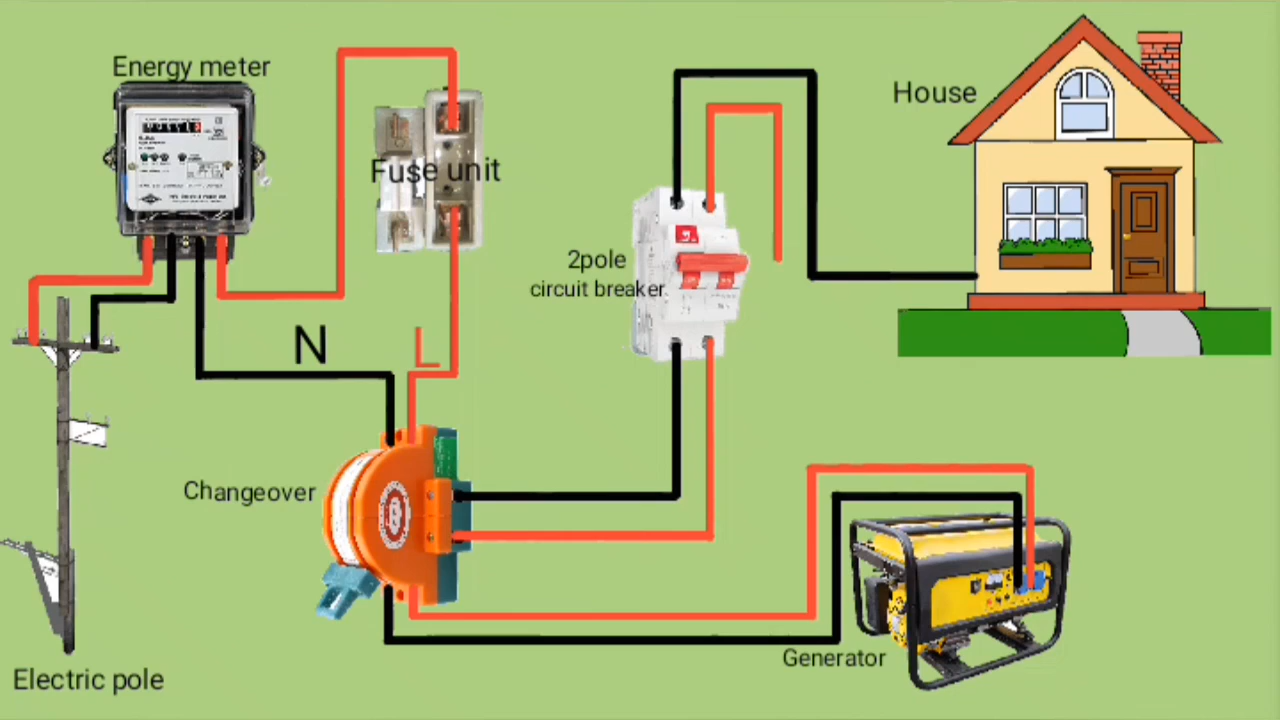 Energy meter
Fuse unit
House
2pole
circuit breaker
N
L
Changeover
Generator
Electric pole